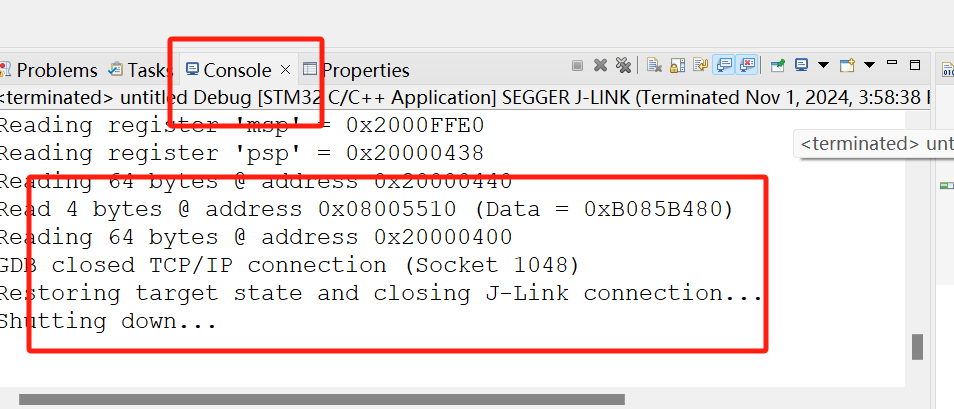 Problems Tasks Console × Properties
<terminated> untitled Debug [STM32 C/C++ Application] SEGGER J-LINK (Terminated Nov 1, 2024, 3:58:38
Reading register 'msp' = 0x2000FFE0
Reading register 'psp' = 0x20000438
<terminated> unt
Reading 64 bytes @ address 0x20000440
Read 4 bytes @ address 0x08005510 (Data = 0xB085B480)
Reading 64 bytes @ address 0x20000400
GDB closed TCP/IP connection (Socket 1048)
Restoring target state and closing J-Link connection...
Shutting down...